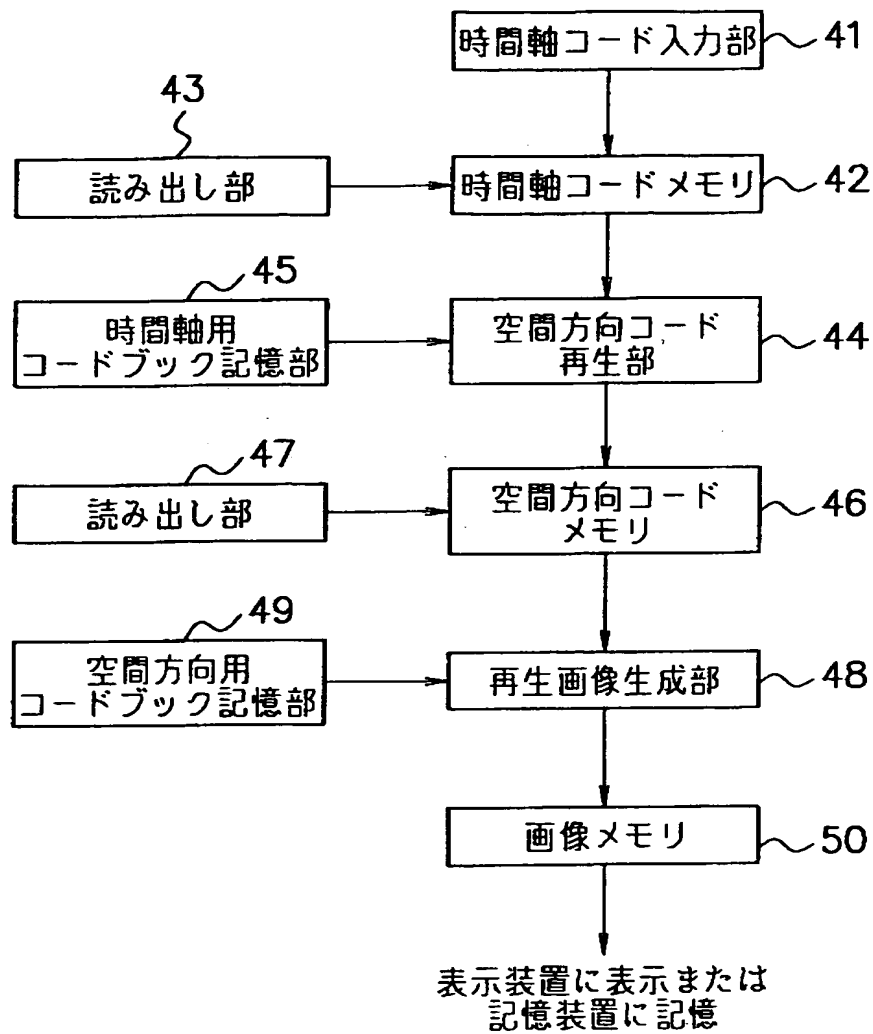 時間軸コード入力部
41
43
読み出し部
時間軸コードメモリ
42
45
時間軸用
コードブック記憶部
空間方向コード
再生部
44
47
読み出し部
空間方向コード
メモリ
46
49
空間方向用
コードブック記憶部
再生画像生成部
48
画像メモリ
50
表示装置に表示または
記憶装置に記憶